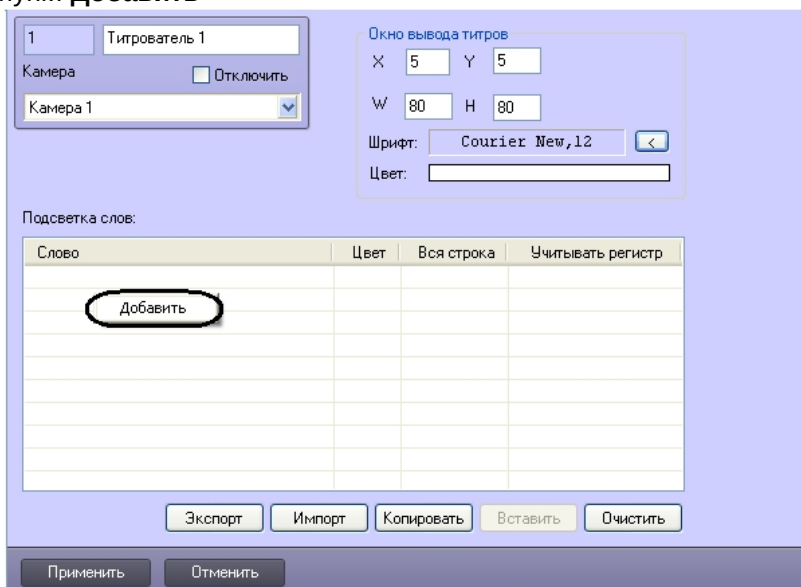 1 Титрователь 1
Камера Отключить
Камера 1
Окно вывода титров
X 5 Y 5
W 80 H 80
Шрифт: Courier New,12 <
Цвет:
Подсветка слов:
Слово Цвет Вся строка Учитывать регистр
Добавить
Экспорт Импорт Копировать Вставить Очистить
Применить Отменить